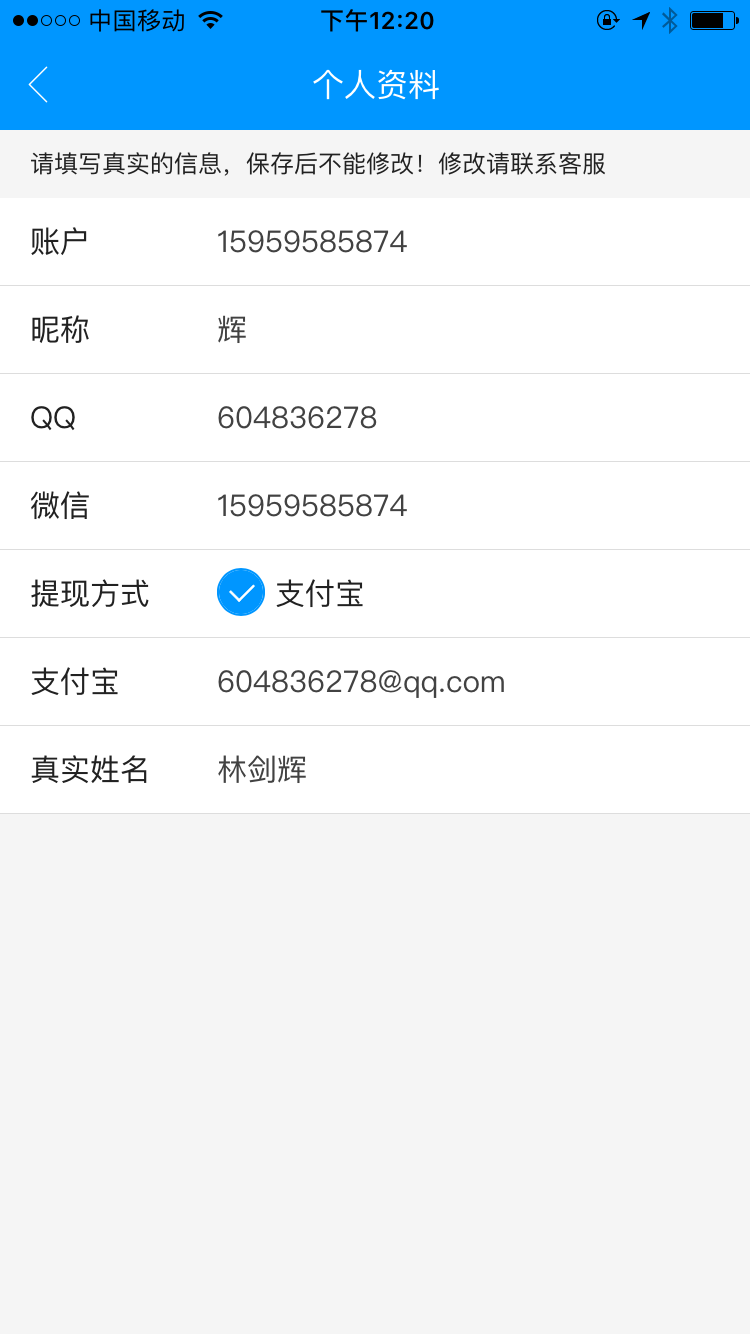 中国移动 下午12:20
个人资料
请填写真实的信息，保存后不能修改！修改请联系客服
账户 15959585874
昵称 辉
QQ 604836278
微信 15959585874
提现方式 支付宝
支付宝 604836278@qq.com
真实姓名 林剑辉